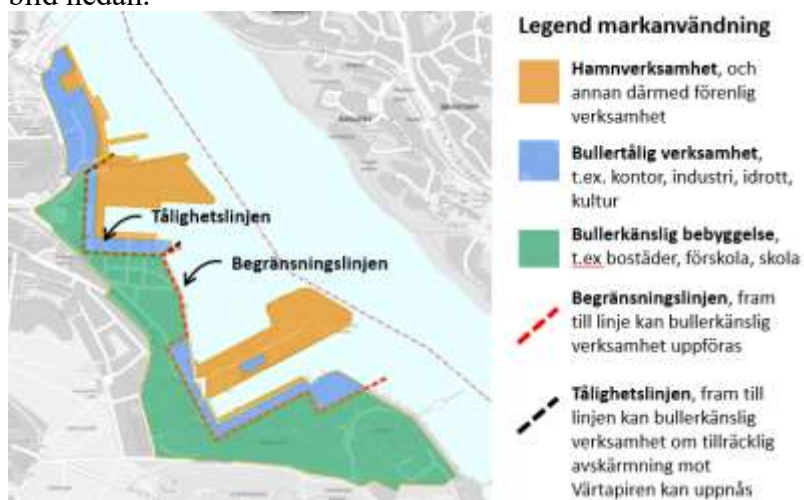 bild nedan.
Legend markanvändning
Hamnverksamhet, och
annan därmed förenlig
verksamhet
Bullertålig verksamhet,
t.ex. kontor, industri, idrott,
kultur
Bullerkänslig bebyggelse,
t.ex bostäder, förskola, skola
Begränsningslinjen, fram
till linje kan bullerkänslig
verksamhet uppföras
Tålighetslinjen, fram till
linjen kan bullerkänslig
verksamhet om tillräcklig
avskärmning mot
Värtapiren kan uppnås
Tålighetslinjen
Begränsningslinjen